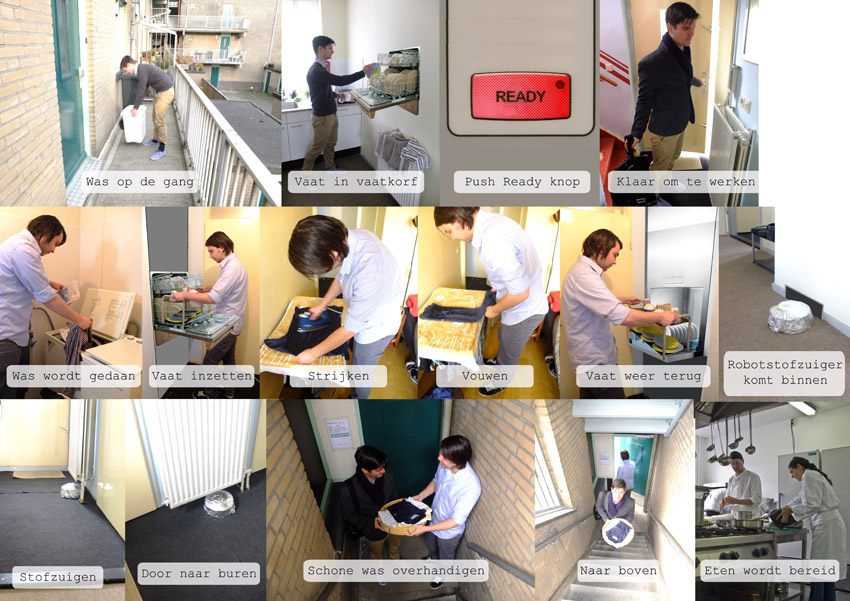 Was op de gang
Vaat in vaatkorf
READY
Push Ready knop
Klaar om te werken
Was wordt gedaan
Vaat inzetten
Strijken
Vouwen
Vaat weer terug
Robotstofzuiger
komt binnen
Stofzuigen
Door naar buren
Schone was overhandigen
Naar boven
Eten wordt bereid